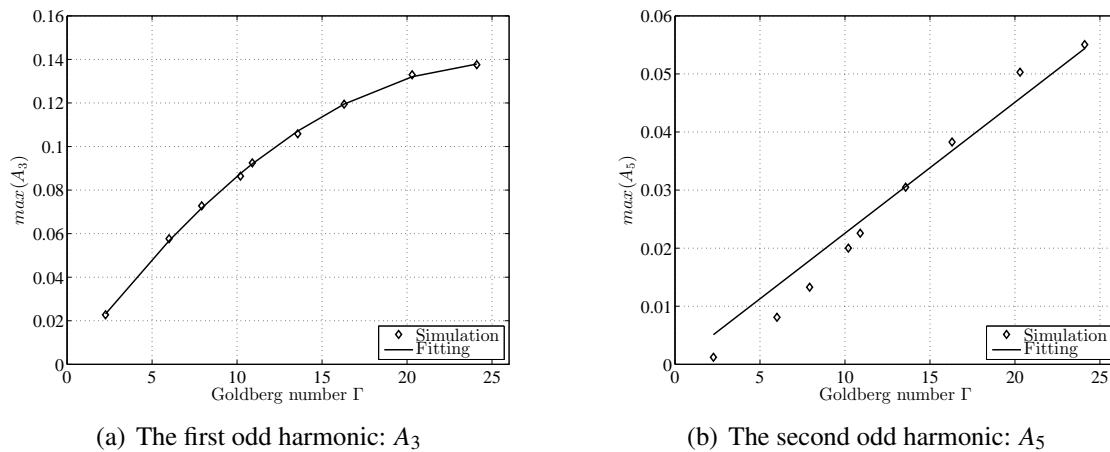 0.16
0.14
0.12
0.1
0.08
0.06
0.04
0.02
0
max(A₃)
0 5 10 15 20 25
Goldberg number Γ
Simulation
Fitting
(a) The first odd harmonic: A₃
0.06
0.05
0.04
0.03
0.02
0.01
0
max(A₅)
0 5 10 15 20 25
Goldberg number Γ
Simulation
Fitting
(b) The second odd harmonic: A₅